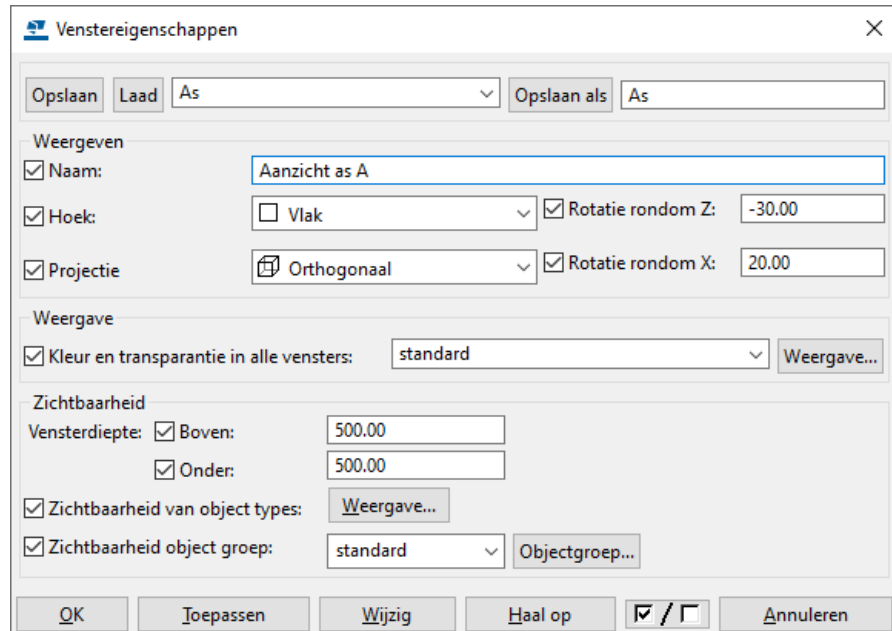 Venstereigenschappen
Opslaan Laad As Opslaan als As
Weergeven
Naam: Aanzicht as A
Hoek: Vlak Rotatie rondom Z: -30.00
Projectie Orthogonaal Rotatie rondom X: 20.00
Weergave
Kleur en transparantie in alle vensters: standard Weergave...
Zichtbaarheid
Vensterdiepte: Boven: 500.00
Onder: 500.00
Zichtbaarheid van object types: Weergave...
Zichtbaarheid object groep: standard Objectgroep...
OK Toepassen Wijzig Haal op / Annuleren